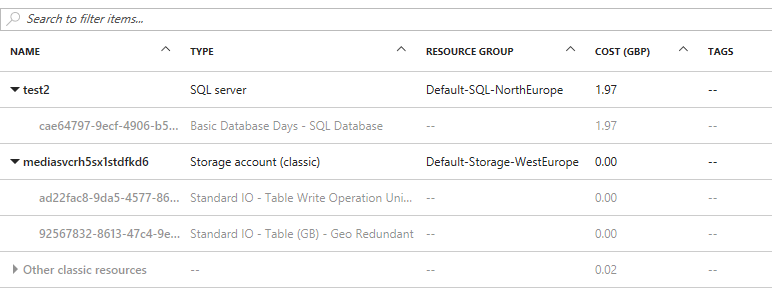 Search to filter items...
NAME TYPE RESOURCE GROUP COST (GBP) TAGS
test2 SQL server Default-SQL-NorthEurope 1.97 --
cae64797-9ecf-4906-b5... Basic Database Days - SQL Database -- 1.97 --
mediasvcrh5sx1stdfkd6 Storage account (classic) Default-Storage-WestEurope 0.00 --
ad22fac8-9da5-4577-86... Standard IO - Table Write Operation Uni... -- 0.00 --
92567832-8613-47c4-9e... Standard IO - Table (GB) - Geo Redundant -- 0.00 --
Other classic resources -- -- 0.02 --